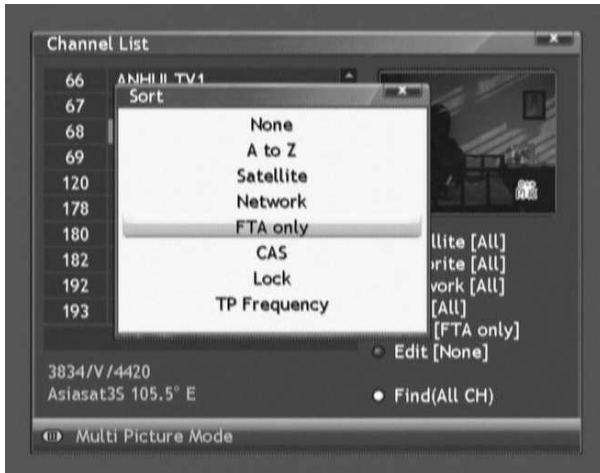 Channel List
66 ANHUI TV1
Sort
67
68
69
120
178
180
182
192
193
None
A to Z
Satellite
Network
FTA only
CAS
Lock
TP Frequency
llite [All]
rite [All]
work [All]
[All]
[FTA only]
Edit [None]
3834/V/4420
Asiasat3S 105.5° E
Find(All CH)
Multi Picture Mode